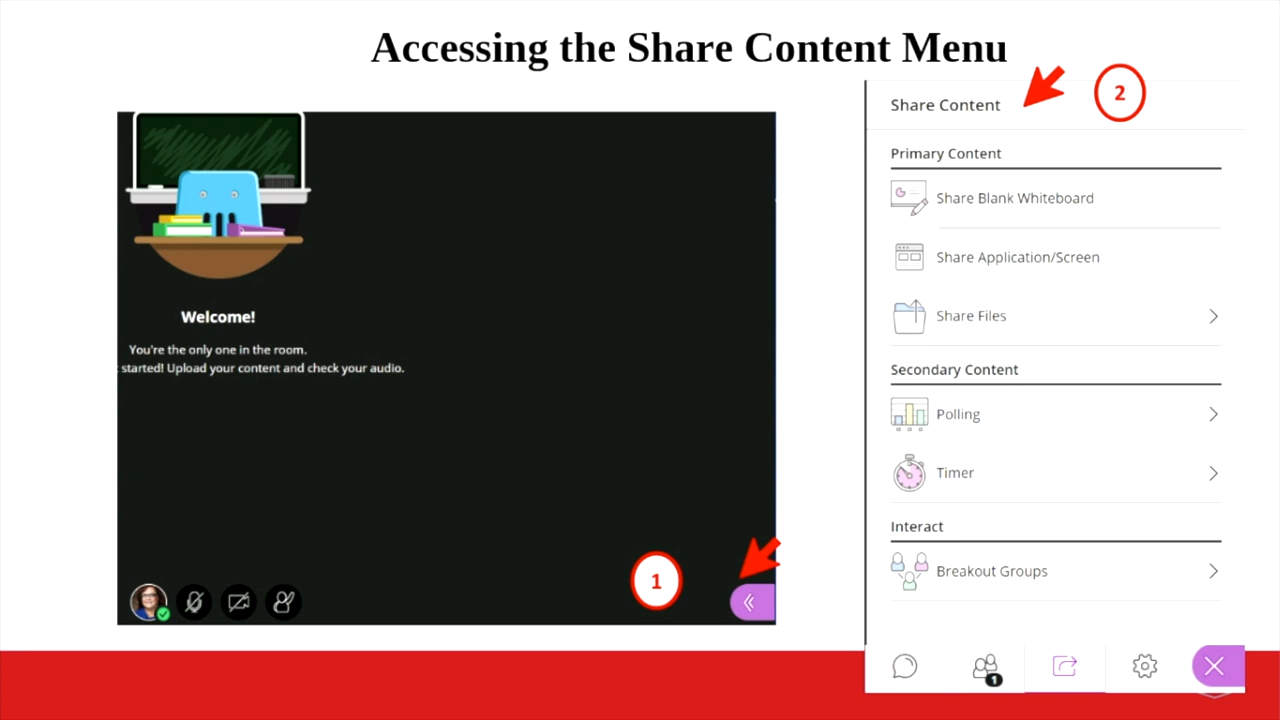 Accessing the Share Content Menu
Welcome!
You're the only one in the room.
started! Upload your content and check your audio.
1
Share Content
2
Primary Content
Share Blank Whiteboard
Share Application/Screen
Share Files
Secondary Content
Polling
Timer
Interact
Breakout Groups
1